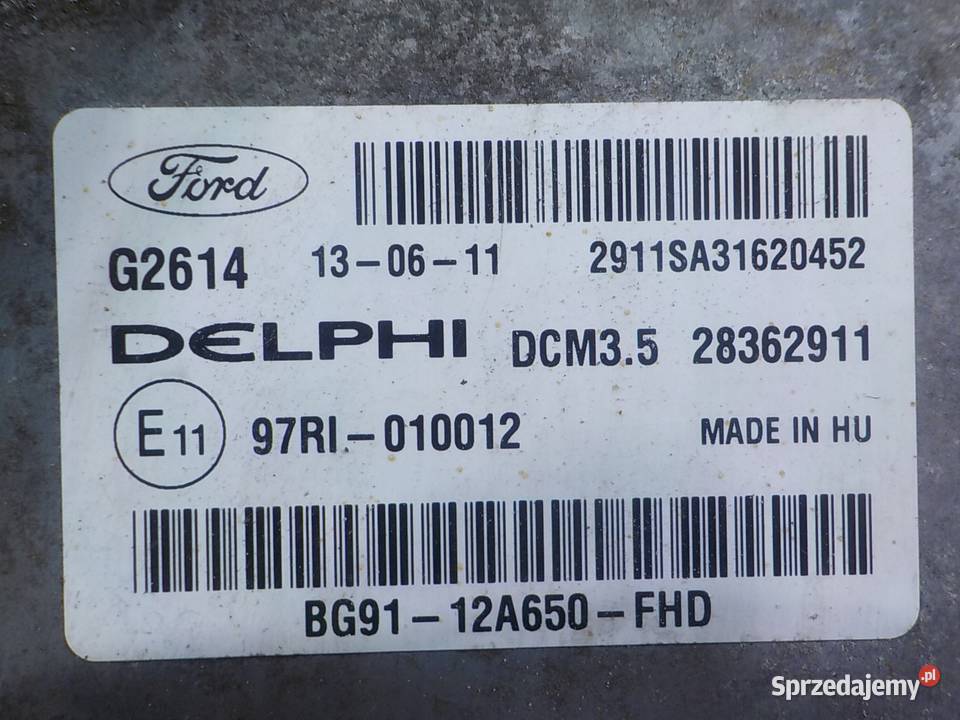 Ford
G2614 13-06-11 2911SA31620452
DELPHI DCM3.5 28362911
E11 97RI-010012 MADE IN HU
BG91-12A650-FHD
Sprzedajemy.pl